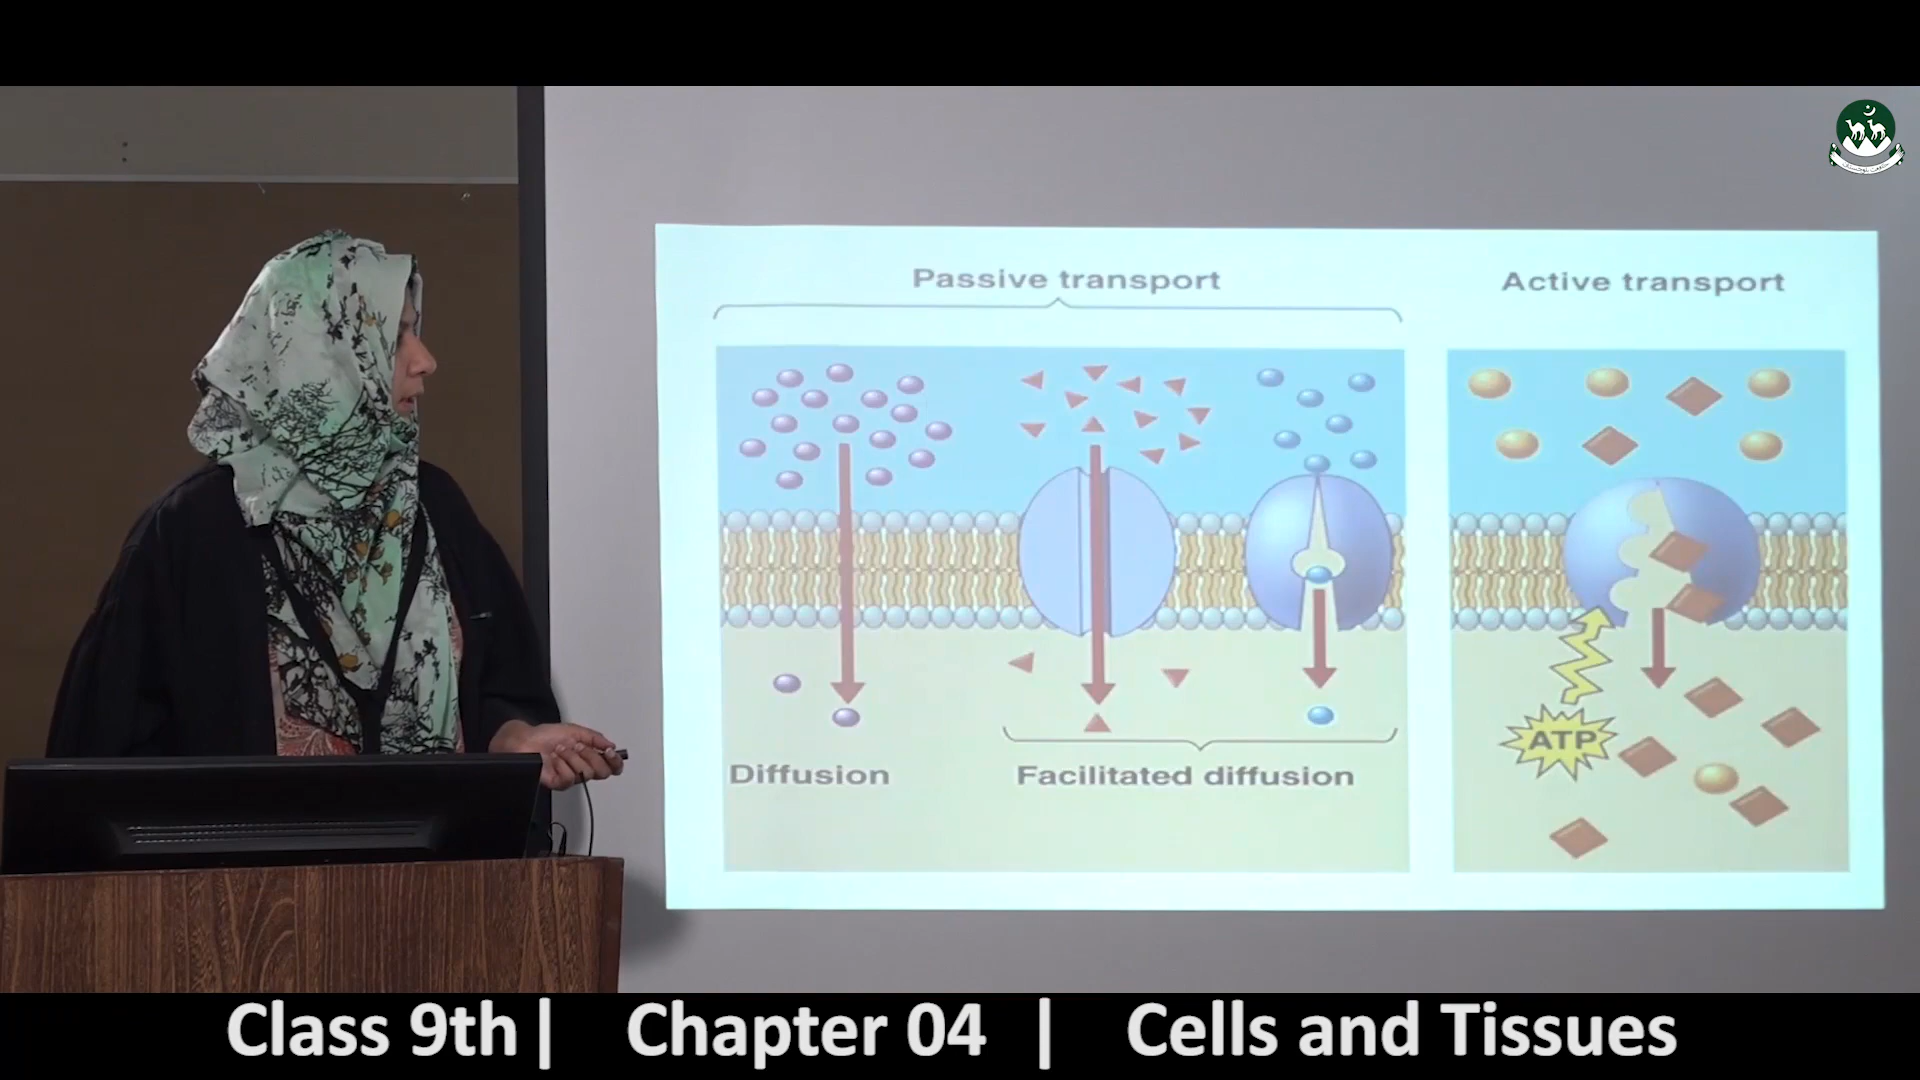 Passive transport
Active transport
ATP
Diffusion
Facilitated diffusion
Class 9th | Chapter 04 | Cells and Tissues